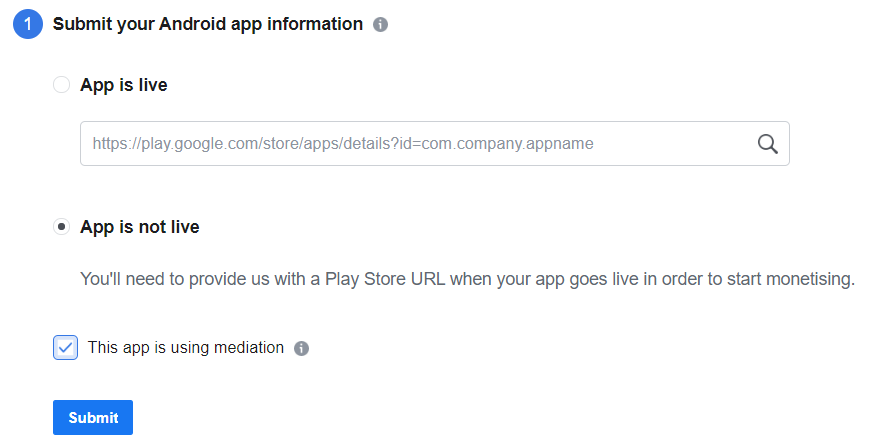 1 Submit your Android app information i
App is live
https://play.google.com/store/apps/details?id=com.company.appname
App is not live
You'll need to provide us with a Play Store URL when your app goes live in order to start monetising.
This app is using mediation i
Submit